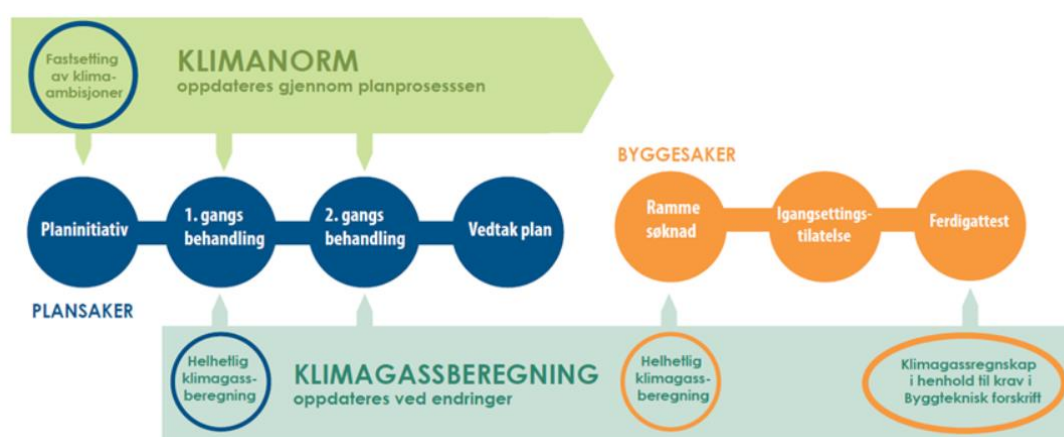 Fastsetting
av klima-
ambisjoner
KLIMANORM
oppdateres gjennom planprosesssen
BYGGESAKER
Planinitiativ
1. gangs
behandling
2. gangs
behandling
Vedtak plan
Ramme
søknad
Igangsettings-
tilatelse
Ferdigattest
PLANSAKER
Helhetlig
klimagass-
beregning
KLIMAGASSBEREGNING
oppdateres ved endringer
Helhetlig
klimagass-
beregning
Klimagassregnskap
i henhold til krav i
Byggteknisk forskrift